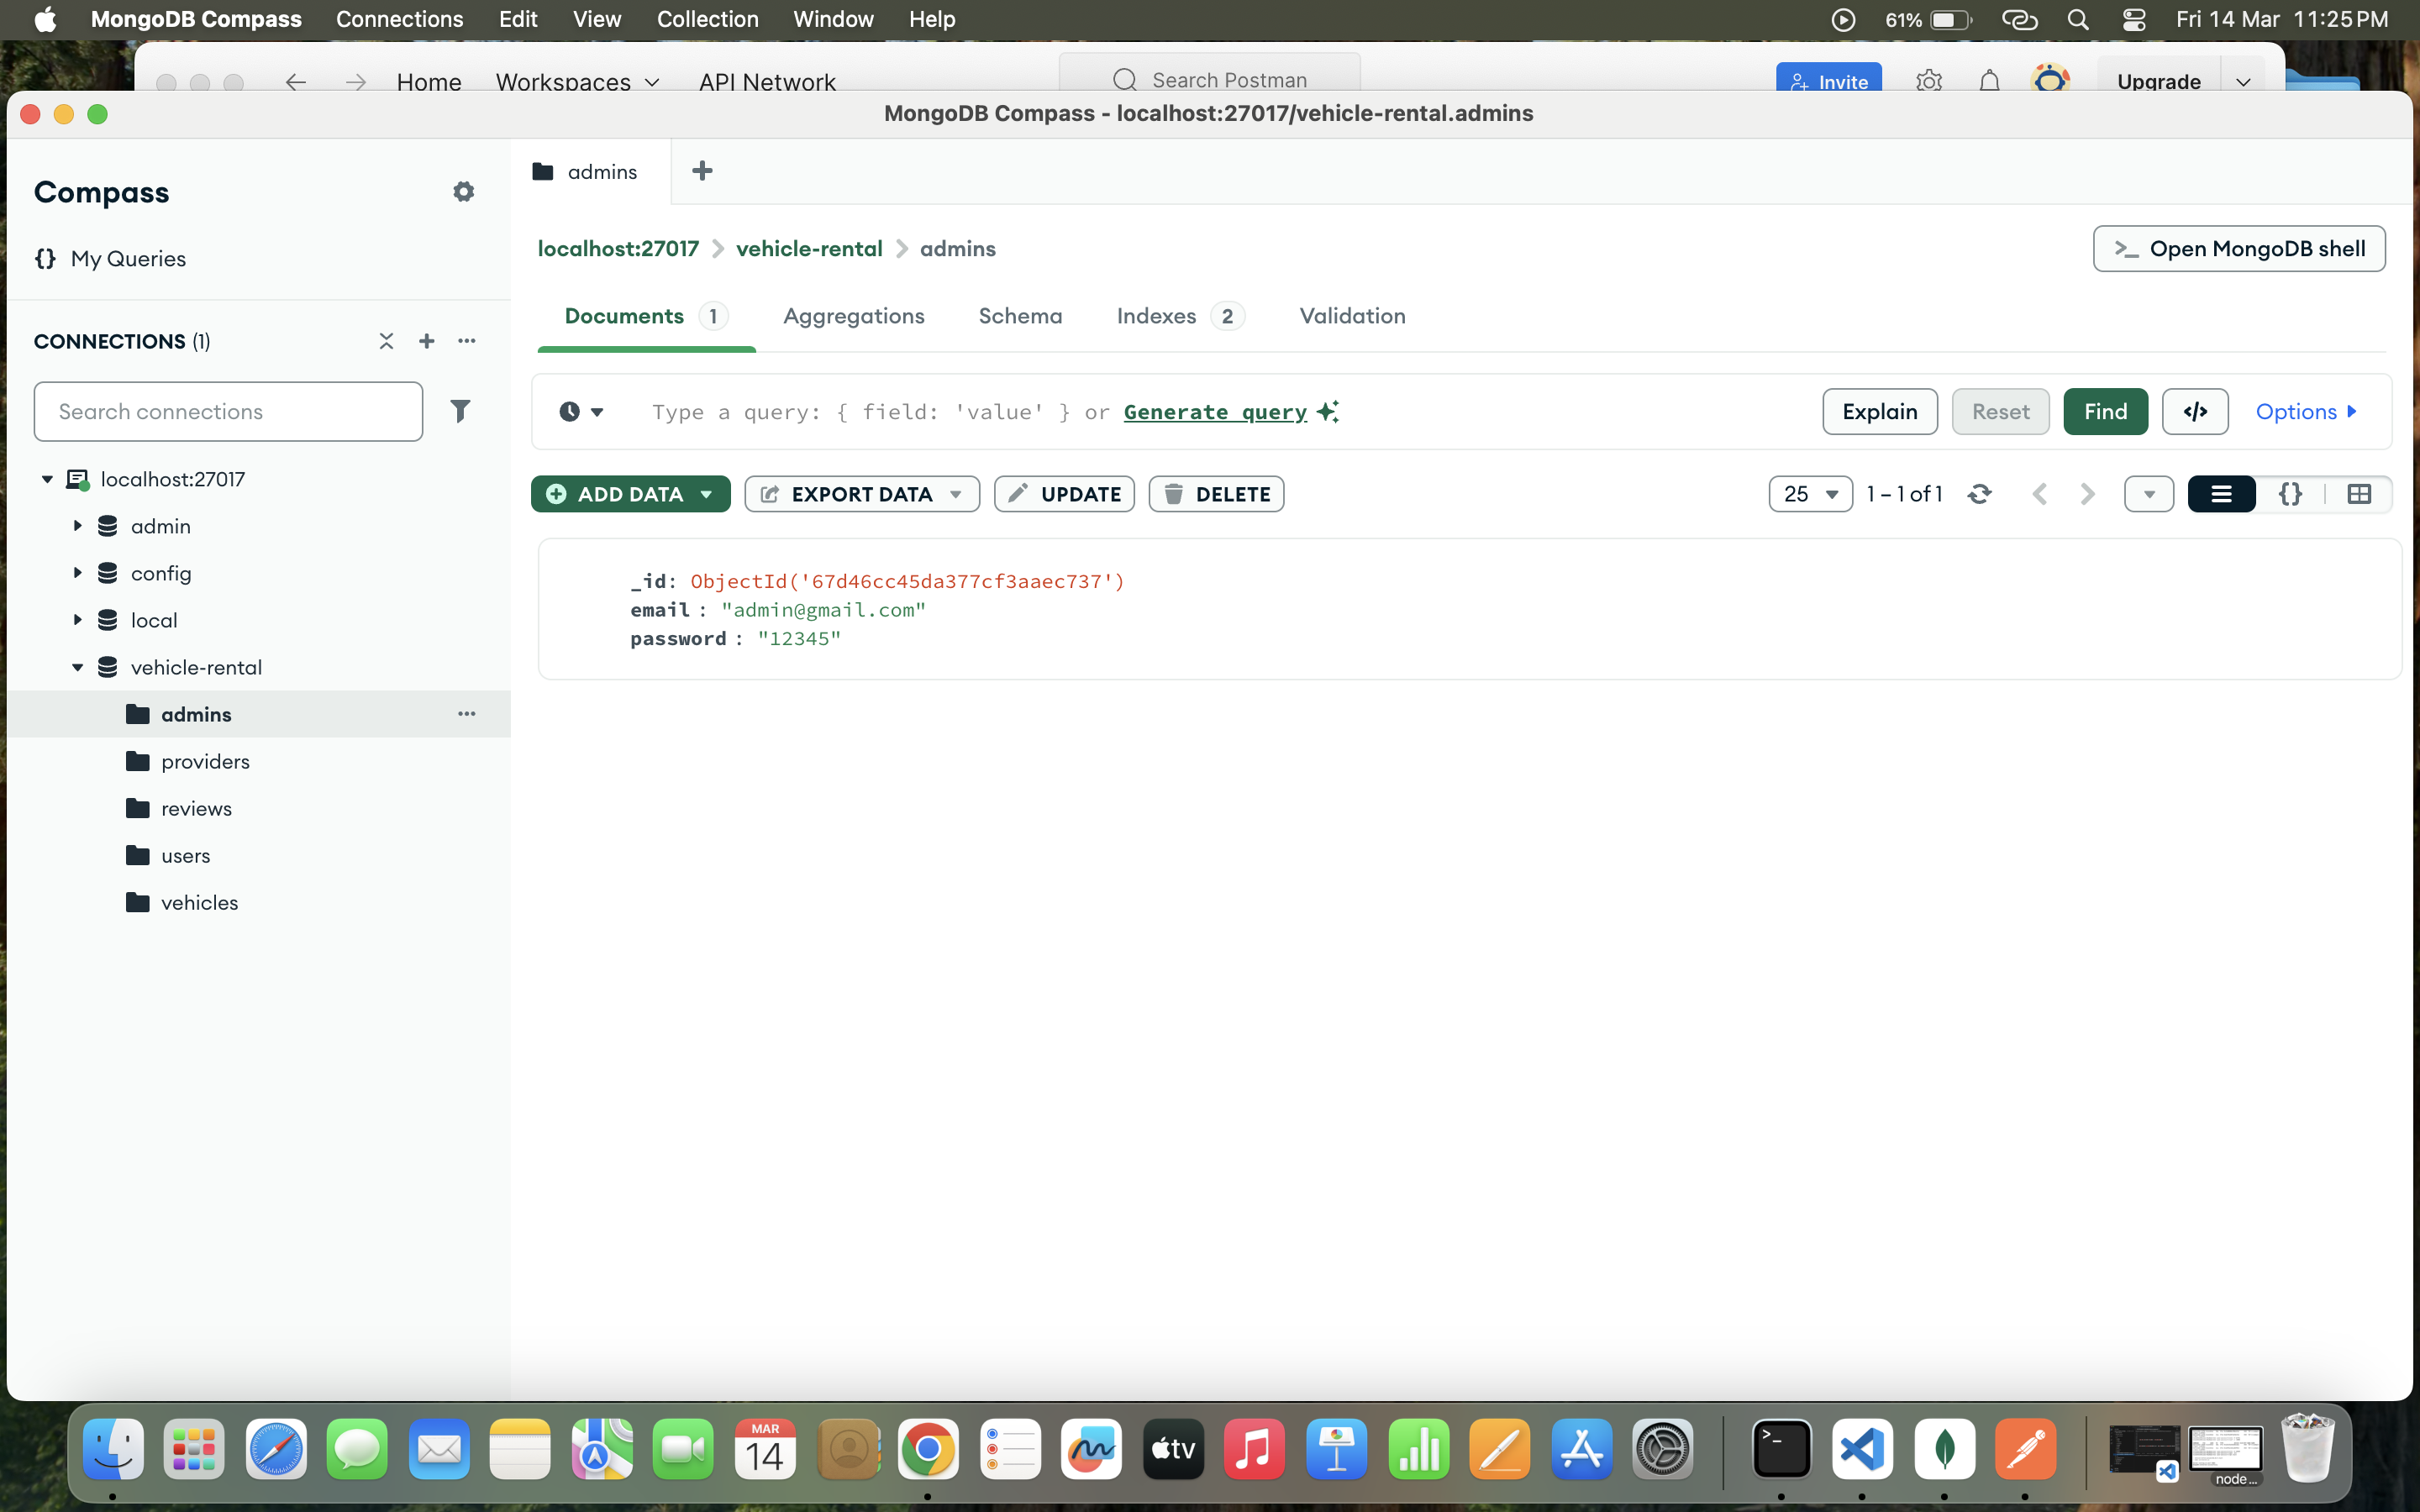 MongoDB Compass Connections Edit View Collection Window Help 61% Fri 14 Mar 11:25 PM
Home Workspaces API Network Search Postman Invite Upgrade
MongoDB Compass - localhost:27017/vehicle-rental.admins
Compass
{} My Queries
CONNECTIONS (1)
Search connections
localhost:27017
admin
config
local
vehicle-rental
admins
providers
reviews
users
vehicles
admins
localhost:27017 > vehicle-rental > admins
>_ Open MongoDB shell
Documents 1 Aggregations Schema Indexes 2 Validation
Type a query: { field: 'value' } or Generate query
Explain Reset Find </> Options
ADD DATA EXPORT DATA UPDATE DELETE
25 1 – 1 of 1 {}
_id: ObjectId('67d46cc45da377cf3aaec737')
email : "admin@gmail.com"
password : "12345"
MAR
14
tv
>_
node...